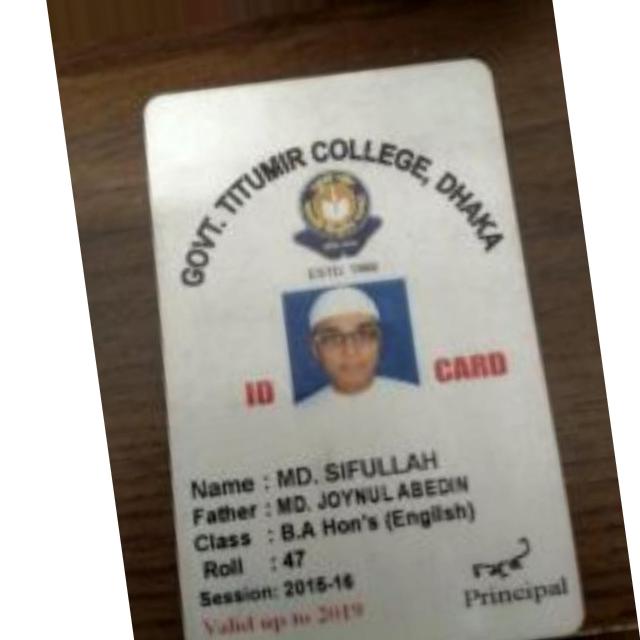 GOVT. TITUMIR COLLEGE, DHAKA
ESTD. 1968
ID CARD
Name : MD. SIFULLAH
Father : MD. JOYNUL ABEDIN
Class : B.A Hon's (English)
Roll : 47
Session: 2015-16
Valid up to 2019
Principal